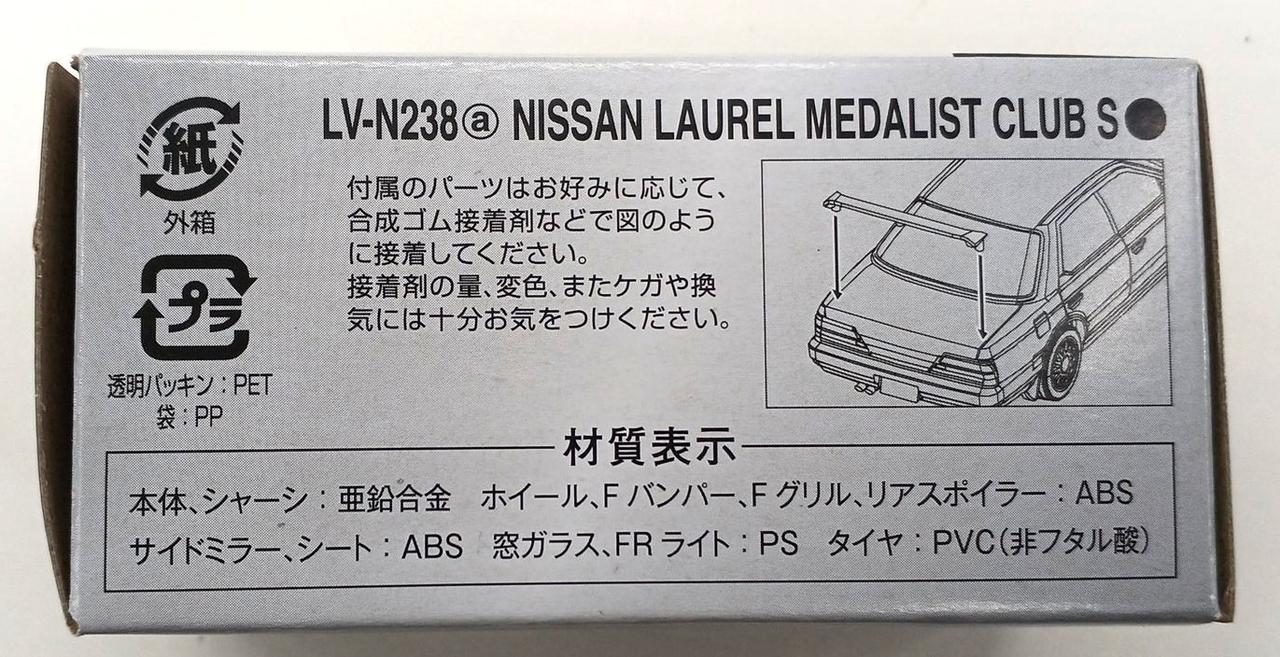 LV-N238ⓐ NISSAN LAUREL MEDALIST CLUB S
紙
外箱
プラ
透明パッキン：PET
袋：PP
付属のパーツはお好みに応じて、
合成ゴム接着剤などで図のよう
に接着してください。
接着剤の量、変色、またケガや換
気には十分お気をつけください。
材質表示
本体、シャーシ：亜鉛合金 ホイール、Fバンパー、Fグリル、リアスポイラー：ABS
サイドミラー、シート：ABS 窓ガラス、FRライト：PS タイヤ：PVC（非フタル酸）